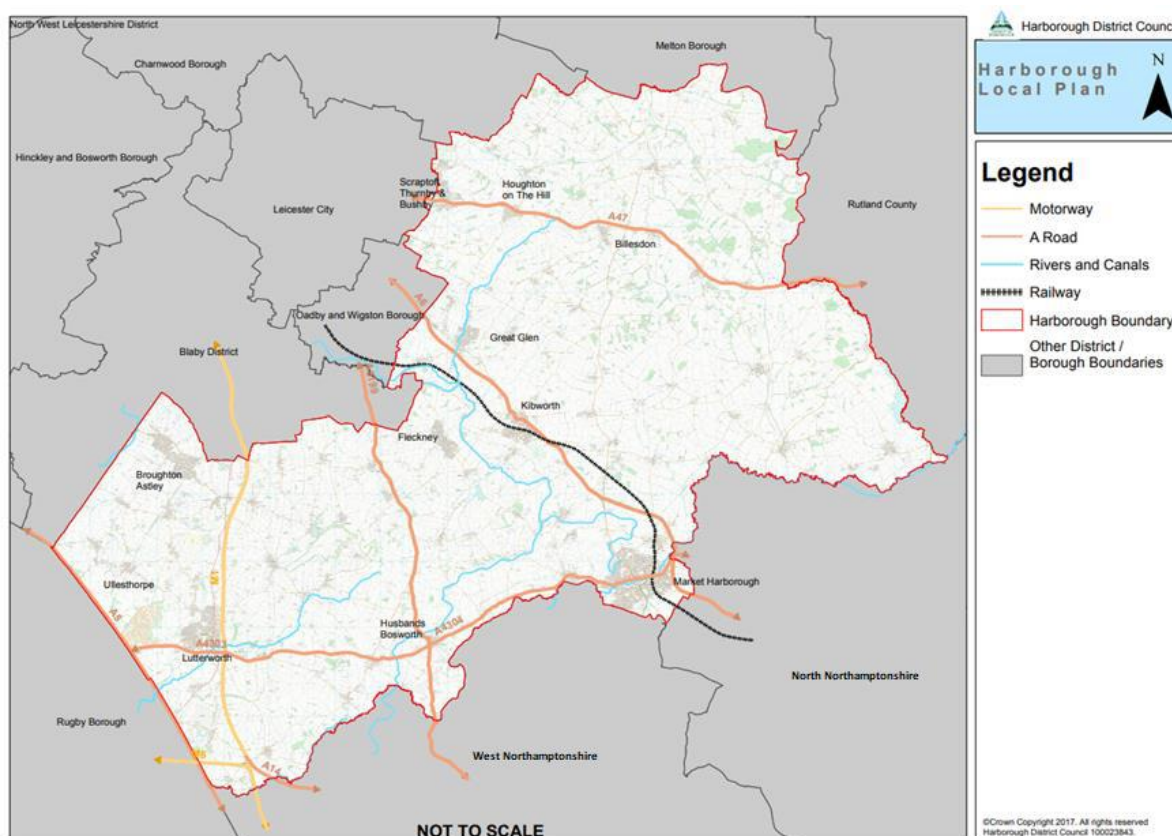 North West Leicestershire District
Charnwood Borough
Melton Borough
Hinckley and Bosworth Borough
Leicester City
Scraptoft,
Thurnby &
Bushby
Houghton
on The Hill
A47
Billesdon
Rutland County
A6
Oadby and Wigston Borough
Great Glen
Blaby District
A5199
Kibworth
Fleckney
Broughton
Astley
M1
Ullesthorpe
A5
Market Harborough
Husbands
Bosworth
A4304
A4303
Lutterworth
North Northamptonshire
Rugby Borough
M6
A14
West Northamptonshire
NOT TO SCALE
Harborough District Counc
Harborough
Local Plan
N
Legend
Motorway
A Road
Rivers and Canals
Railway
Harborough Boundary
Other District /
Borough Boundaries
©Crown Copyright 2017. All rights reserved
Harborough District Council 100023843.